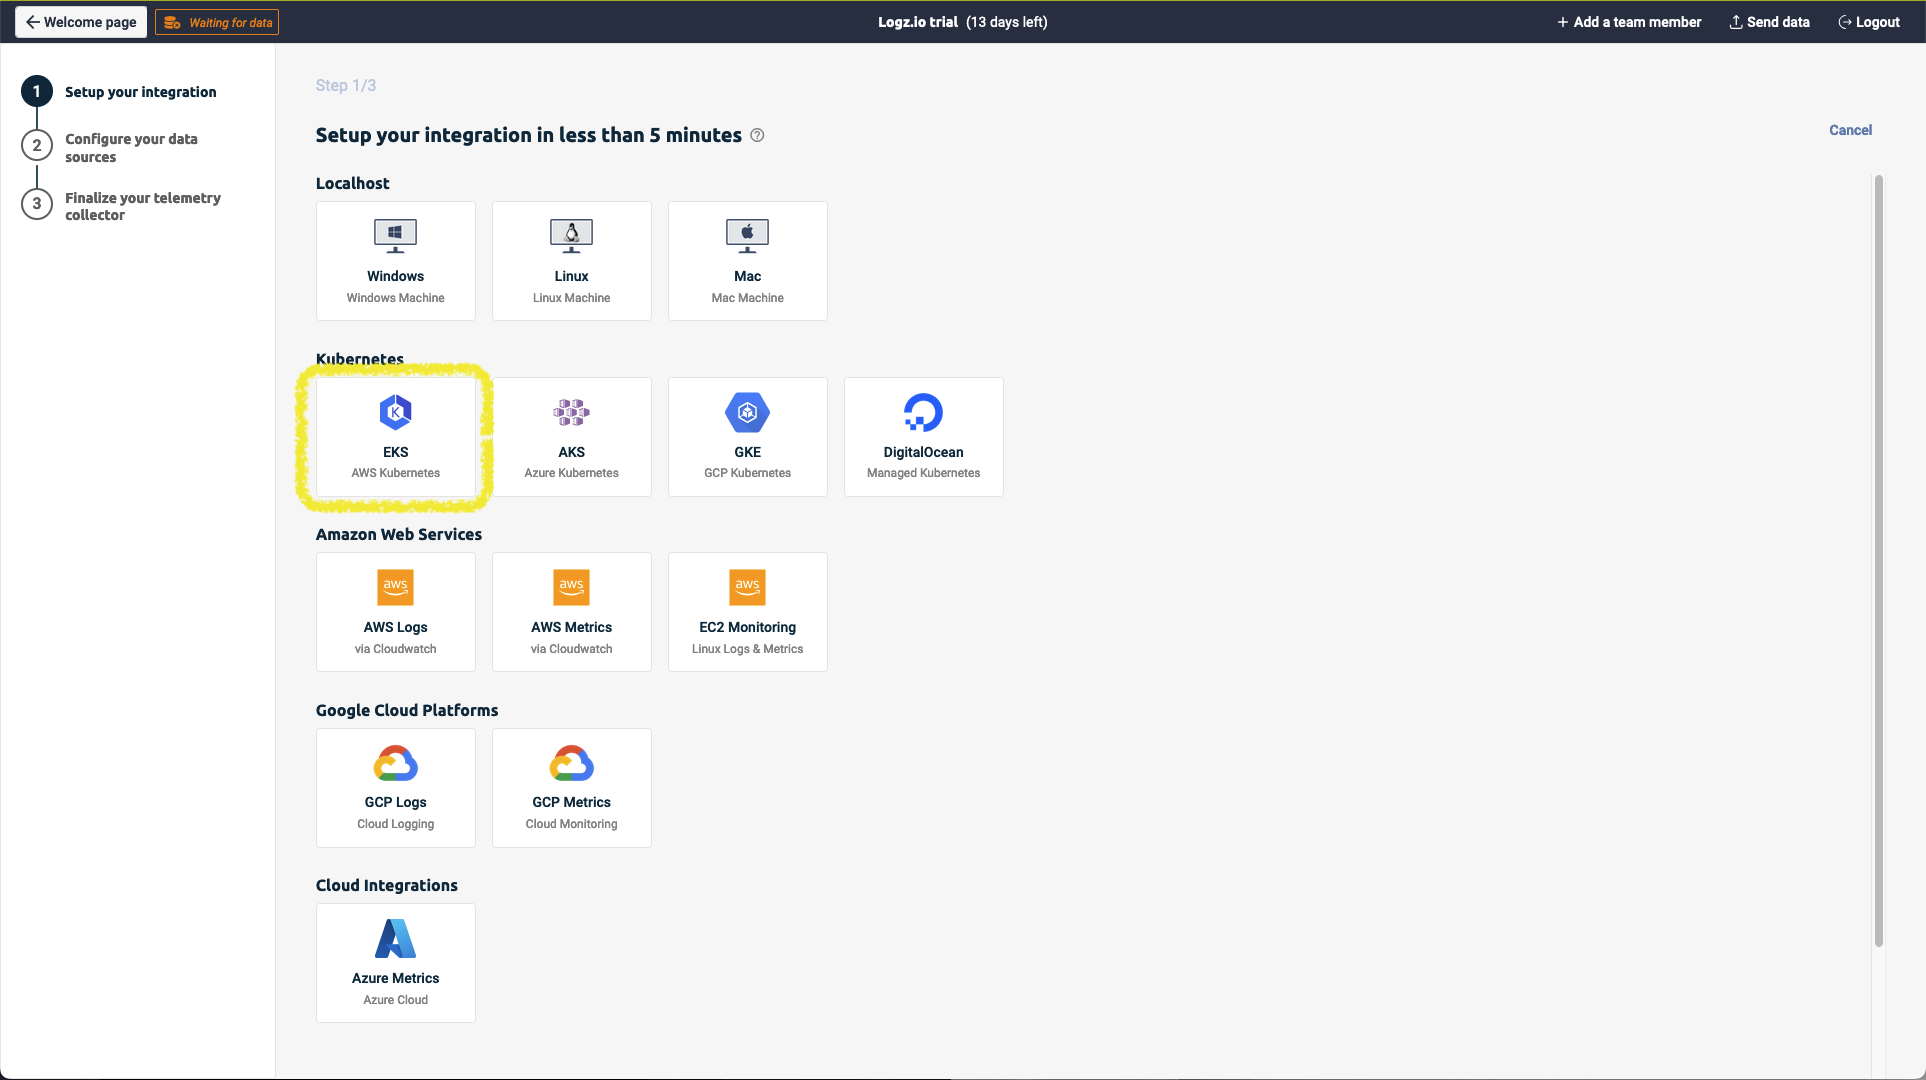 Welcome page
Waiting for data
Logz.io trial (13 days left)
Add a team member
Send data
Logout
1 Setup your integration
2 Configure your data
sources
3 Finalize your telemetry
collector
Step 1/3
Setup your integration in less than 5 minutes ?
Cancel
Localhost
Windows
Windows Machine
Linux
Linux Machine
Mac
Mac Machine
Kubernetes
K
EKS
AWS Kubernetes
AKS
Azure Kubernetes
GKE
GCP Kubernetes
DigitalOcean
Managed Kubernetes
Amazon Web Services
aws
AWS Logs
via Cloudwatch
aws
AWS Metrics
via Cloudwatch
aws
EC2 Monitoring
Linux Logs & Metrics
Google Cloud Platforms
GCP Logs
Cloud Logging
GCP Metrics
Cloud Monitoring
Cloud Integrations
Azure Metrics
Azure Cloud